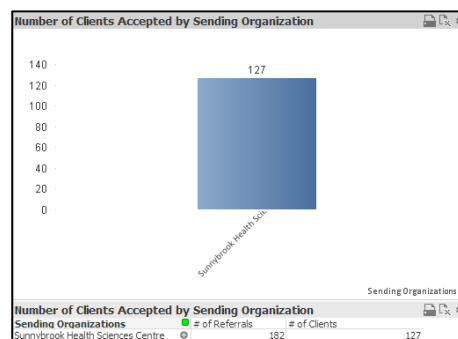 Number of Clients Accepted by Sending Organization
140
120
100
80
60
40
20
0
127
Sunnybrook Health Scie
Sending Organizations
Number of Clients Accepted by Sending Organization
Sending Organizations # of Referrals # of Clients
Sunnybrook Health Sciences Centre 182 127